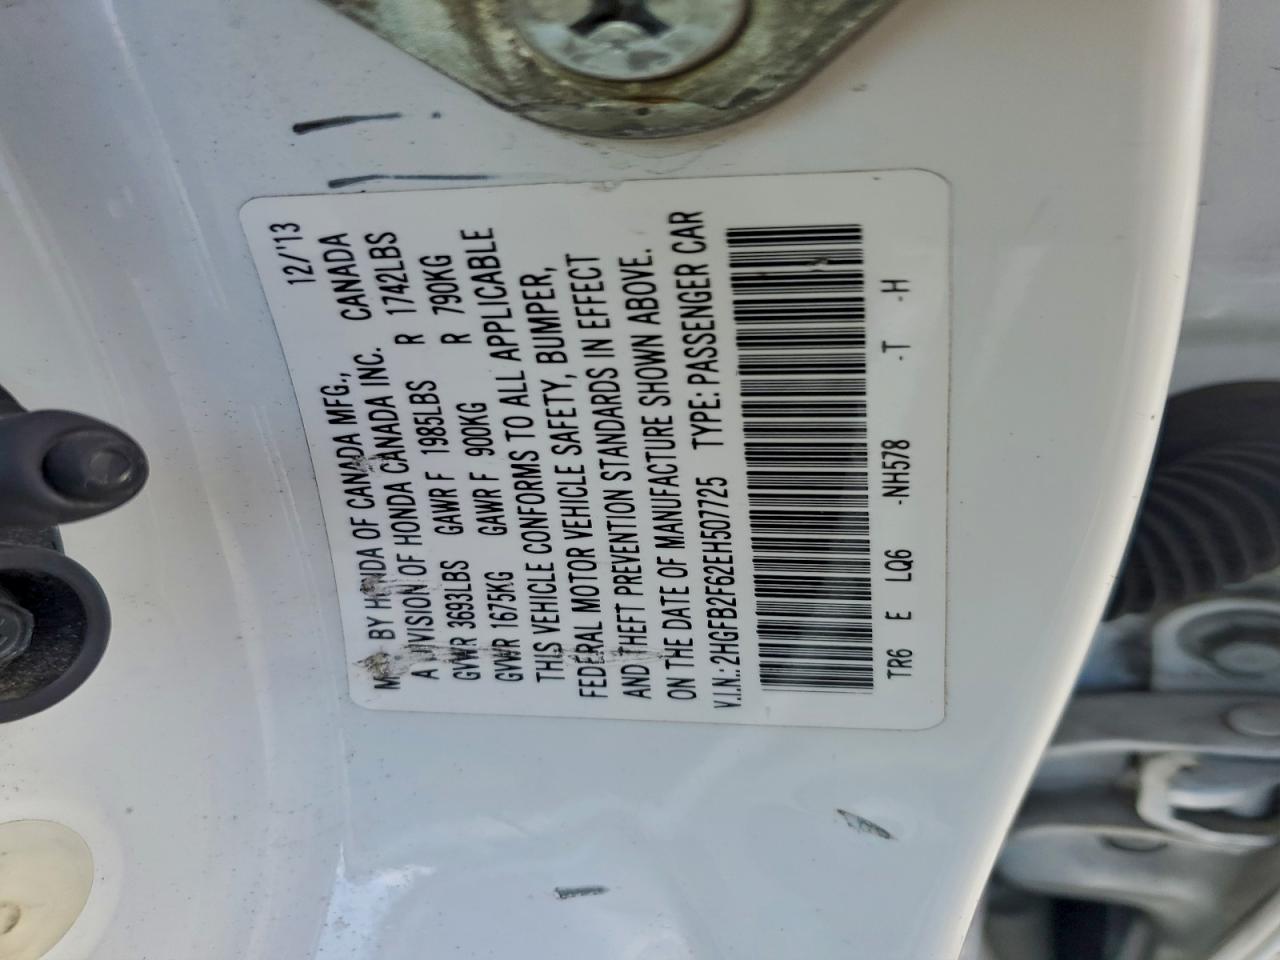 MFD BY HONDA OF CANADA MFG., 12/'13
A DIVISION OF HONDA CANADA INC. CANADA
GVWR 3693LBS GAWR F 1985LBS R 1742LBS
GVWR 1675KG GAWR F 900KG R 790KG
THIS VEHICLE CONFORMS TO ALL APPLICABLE
FEDERAL MOTOR VEHICLE SAFETY, BUMPER,
AND THEFT PREVENTION STANDARDS IN EFFECT
ON THE DATE OF MANUFACTURE SHOWN ABOVE.
V.I.N.: 2HGFB2F62EH507725 TYPE: PASSENGER CAR
TR6 E LQ6 -NH578 -T -H